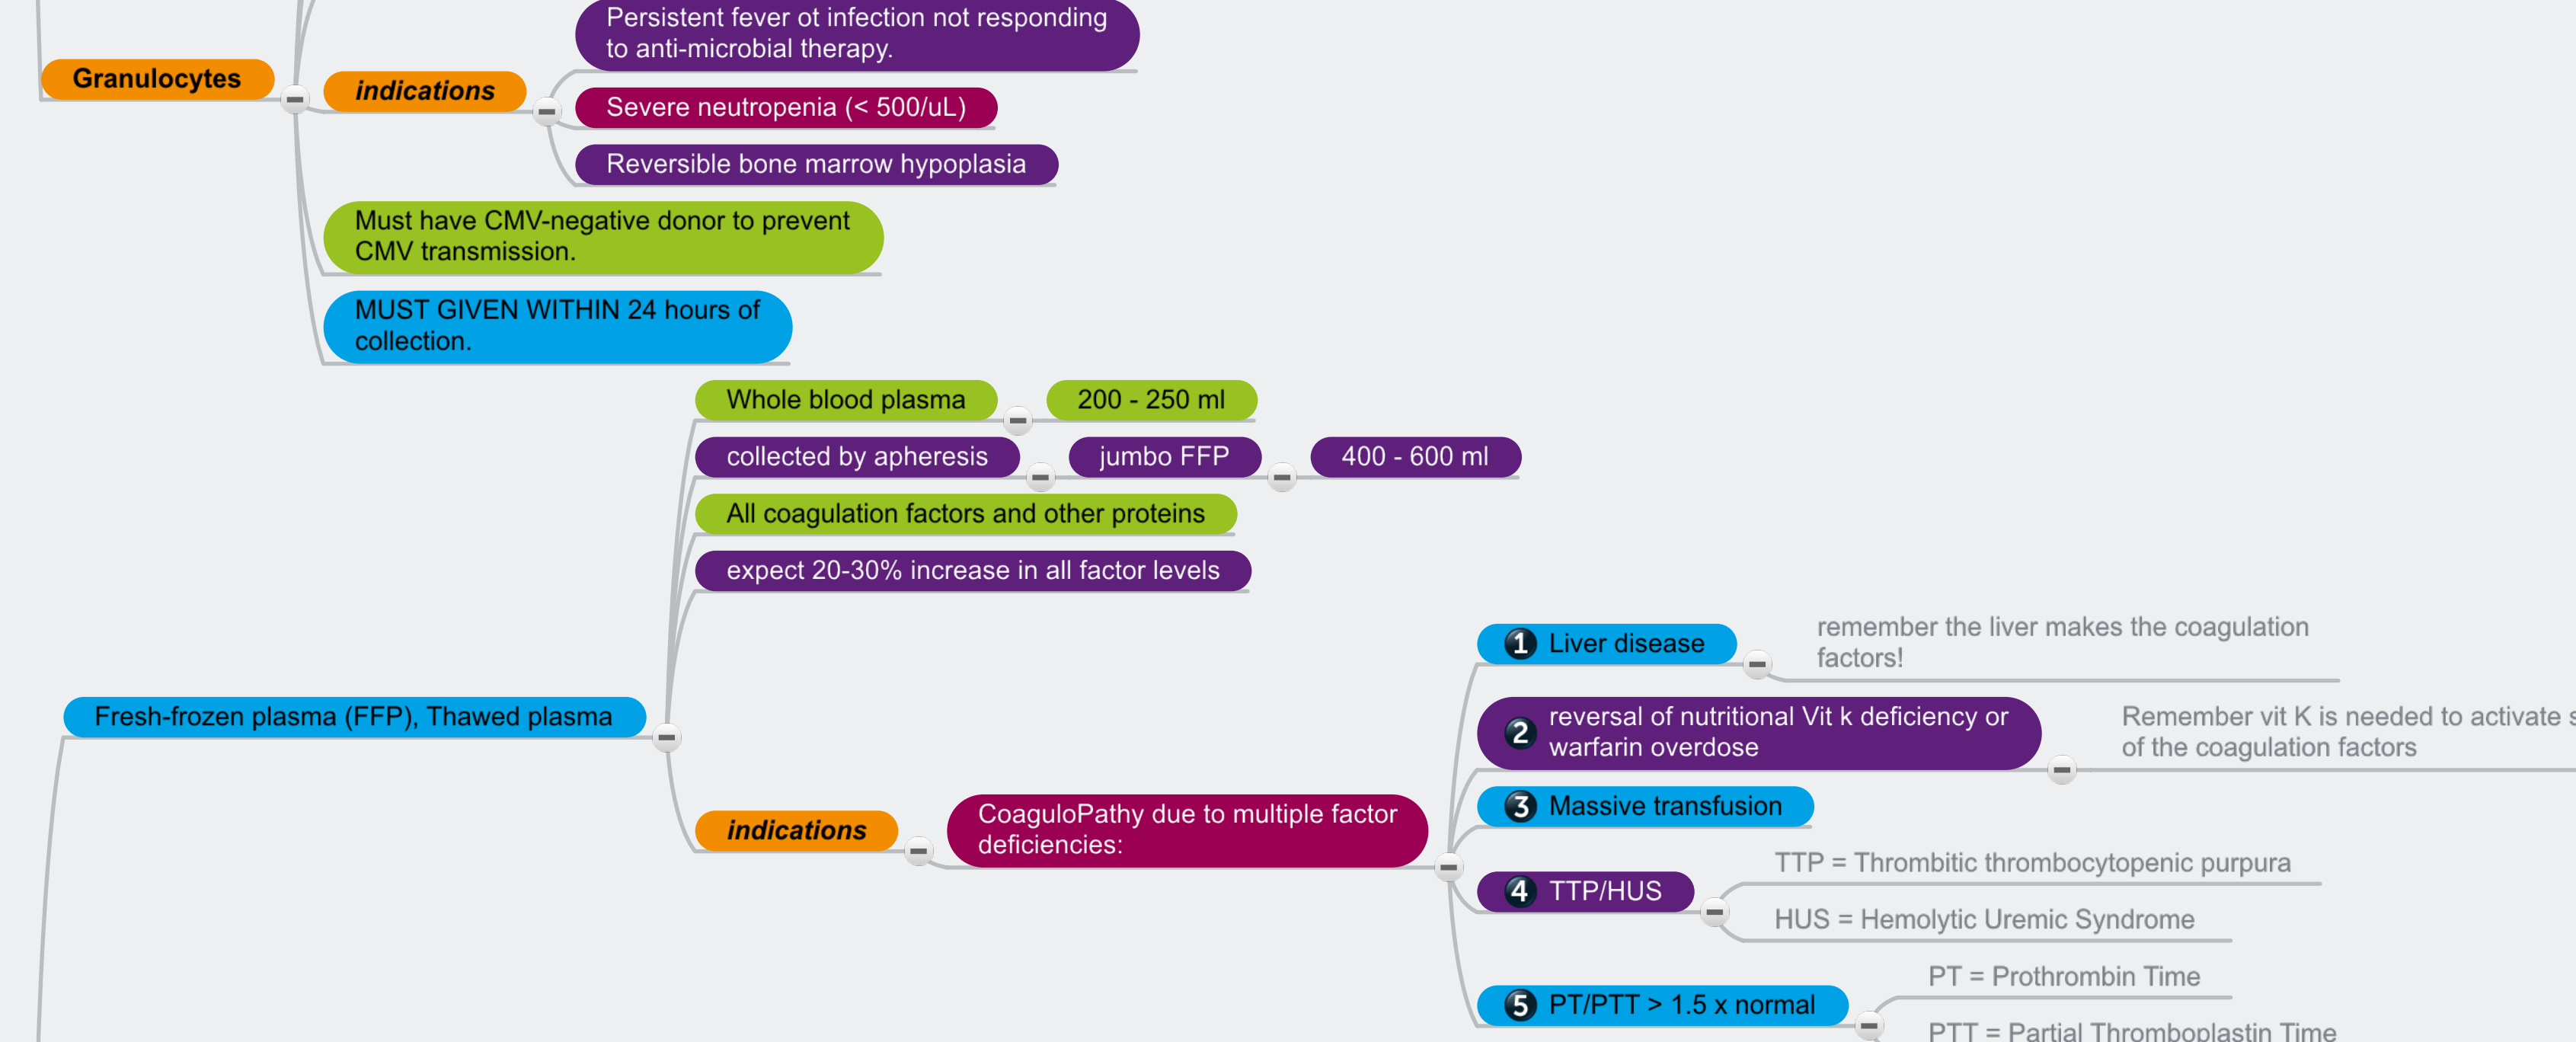 Granulocytes
indications
Persistent fever ot infection not responding
to anti-microbial therapy.
Severe neutropenia (< 500/uL)
Reversible bone marrow hypoplasia
Must have CMV-negative donor to prevent
CMV transmission.
MUST GIVEN WITHIN 24 hours of
collection.
Fresh-frozen plasma (FFP), Thawed plasma
Whole blood plasma
200 - 250 ml
collected by apheresis
jumbo FFP
400 - 600 ml
All coagulation factors and other proteins
expect 20-30% increase in all factor levels
indications
CoaguloPathy due to multiple factor
deficiencies:
1 Liver disease
remember the liver makes the coagulation
factors!
2 reversal of nutritional Vit k deficiency or
warfarin overdose
Remember vit K is needed to activate
of the coagulation factors
3 Massive transfusion
4 TTP/HUS
TTP = Thrombitic thrombocytopenic purpura
HUS = Hemolytic Uremic Syndrome
5 PT/PTT > 1.5 x normal
PT = Prothrombin Time
PTT = Partial Thromboplastin Time